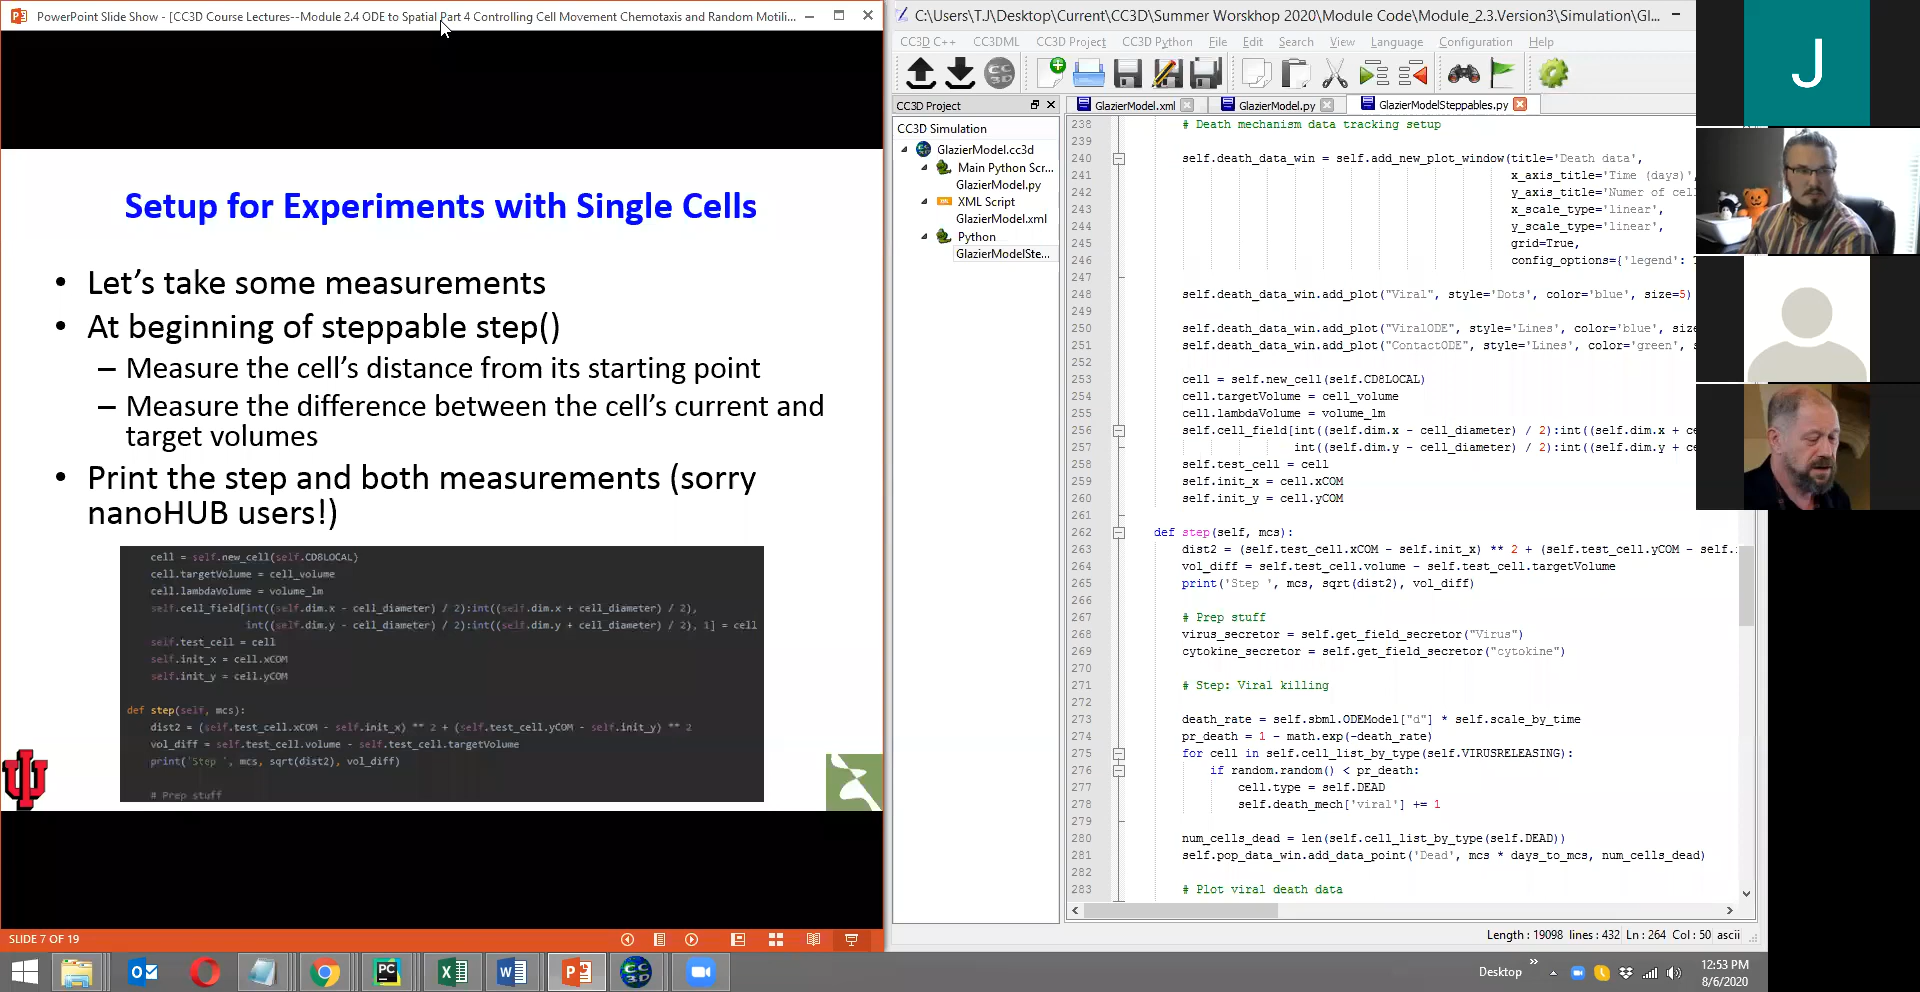 PowerPoint Slide Show - [CC3D Course Lectures--Module 2.4 ODE to Spatial Part 4 Controlling Cell Movement Chemotaxis and Random Motili...
Setup for Experiments with Single Cells
• Let's take some measurements
• At beginning of steppable step()
– Measure the cell's distance from its starting point
– Measure the difference between the cell's current and
target volumes
• Print the step and both measurements (sorry
nanoHUB users!)
cell = self.new_cell(self.CD8LOCAL)
cell.targetVolume = cell_volume
cell.lambdaVolume = volume_lm
self.cell_field[int((self.dim.x - cell_diameter) / 2):int((self.dim.x + cell_diameter) / 2),
int((self.dim.y - cell_diameter) / 2):int((self.dim.y + cell_diameter) / 2), 1] = cell
self.test_cell = cell
self.init_x = cell.xCOM
self.init_y = cell.yCOM
def step(self, mcs):
dist2 = (self.test_cell.xCOM - self.init_x) ** 2 + (self.test_cell.yCOM - self.init_y) ** 2
vol_diff = self.test_cell.volume - self.test_cell.targetVolume
print('Step ', mcs, sqrt(dist2), vol_diff)
# Prep stuff
SLIDE 7 OF 19
C:\Users\TJ\Desktop\Current\CC3D\Summer Worskhop 2020\Module Code\Module_2.3.Version3\Simulation\Gl...
CC3D C++ CC3DML CC3D Project CC3D Python File Edit Search View Language Configuration Help
CC3D Project
CC3D Simulation
GlazierModel.cc3d
Main Python Scr...
GlazierModel.py
XML Script
GlazierModel.xml
Python
GlazierModelSte...
GlazierModel.xml GlazierModel.py GlazierModelSteppables.py
238 # Death mechanism data tracking setup
239
240 self.death_data_win = self.add_new_plot_window(title='Death data',
241 x_axis_title='Time (days)',
242 y_axis_title='Numer of cel
243 x_scale_type='linear',
244 y_scale_type='linear',
245 grid=True,
246 config_options={'legend':
247
248 self.death_data_win.add_plot("Viral", style='Dots', color='blue', size=5)
249
250 self.death_data_win.add_plot("ViralODE", style='Lines', color='blue', size
251 self.death_data_win.add_plot("ContactODE", style='Lines', color='green', s
252
253 cell = self.new_cell(self.CD8LOCAL)
254 cell.targetVolume = cell_volume
255 cell.lambdaVolume = volume_lm
256 self.cell_field[int((self.dim.x - cell_diameter) / 2):int((self.dim.x + ce
257 int((self.dim.y - cell_diameter) / 2):int((self.dim.y + ce
258 self.test_cell = cell
259 self.init_x = cell.xCOM
260 self.init_y = cell.yCOM
261
262 def step(self, mcs):
263 dist2 = (self.test_cell.xCOM - self.init_x) ** 2 + (self.test_cell.yCOM - self.
264 vol_diff = self.test_cell.volume - self.test_cell.targetVolume
265 print('Step ', mcs, sqrt(dist2), vol_diff)
266
267 # Prep stuff
268 virus_secretor = self.get_field_secretor("Virus")
269 cytokine_secretor = self.get_field_secretor("cytokine")
270
271 # Step: Viral killing
272
273 death_rate = self.sbml.ODEModel["d"] * self.scale_by_time
274 pr_death = 1 - math.exp(-death_rate)
275 for cell in self.cell_list_by_type(self.VIRUSRELEASING):
276 if random.random() < pr_death:
277 cell.type = self.DEAD
278 self.death_mech['viral'] += 1
279
280 num_cells_dead = len(self.cell_list_by_type(self.DEAD))
281 self.pop_data_win.add_data_point('Dead', mcs * days_to_mcs, num_cells_dead)
282
283 # Plot viral death data
Length : 19098 lines : 432 Ln : 264 Col : 50 ascii
J
Desktop
12:53 PM
8/6/2020